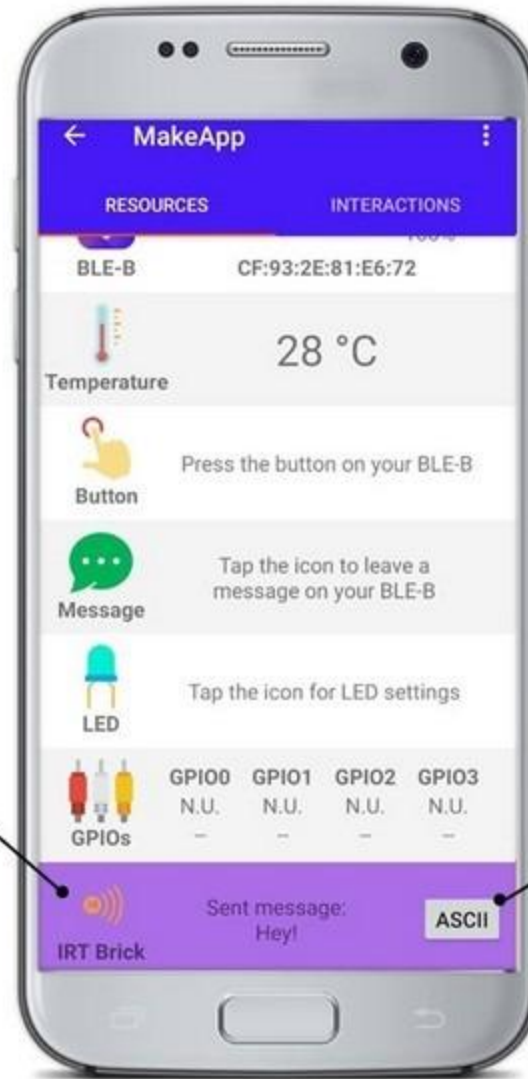 MakeApp
RESOURCES INTERACTIONS
100%
BLE-B CF:93:2E:81:E6:72
28 °C
Temperature
Press the button on your BLE-B
Button
Tap the icon to leave a
message on your BLE-B
Message
Tap the icon for LED settings
LED
GPIO0 GPIO1 GPIO2 GPIO3
N.U. N.U. N.U. N.U.
-- -- -- --
GPIOs
Sent message:
Hey!
ASCII
IRT Brick